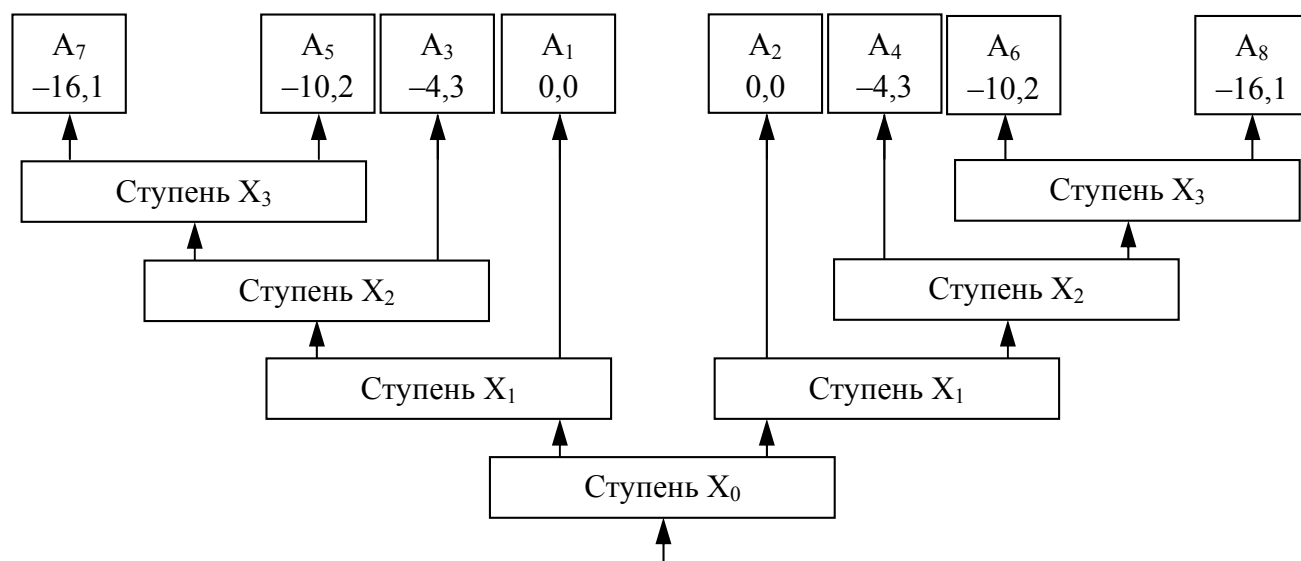 A₇
–16,1
A₅
–10,2
A₃
–4,3
A₁
0,0
A₂
0,0
A₄
–4,3
A₆
–10,2
A₈
–16,1
Ступень X₃
Ступень X₃
Ступень X₂
Ступень X₂
Ступень X₁
Ступень X₁
Ступень X₀